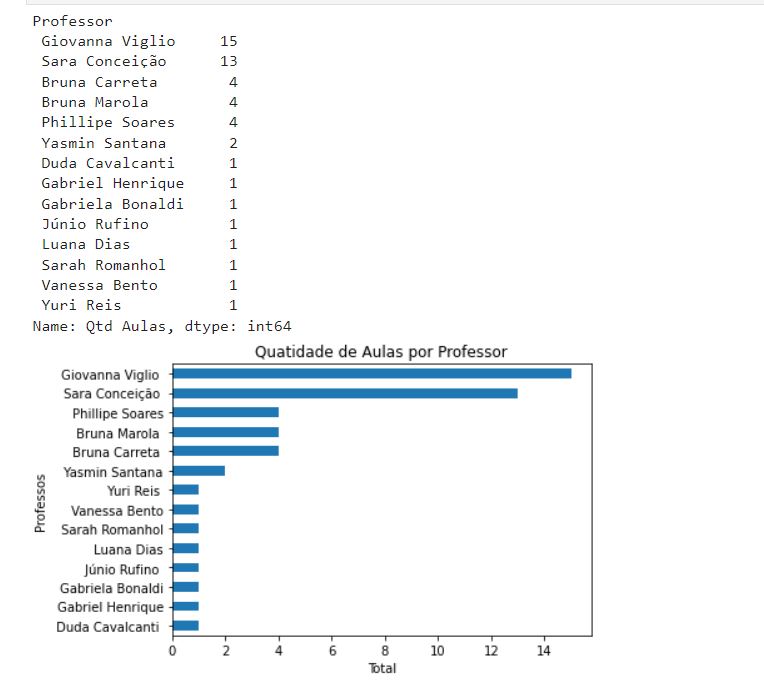 Professor
Giovanna Viglio 15
Sara Conceição 13
Bruna Carreta 4
Bruna Marola 4
Phillipe Soares 4
Yasmin Santana 2
Duda Cavalcanti 1
Gabriel Henrique 1
Gabriela Bonaldi 1
Júnio Rufino 1
Luana Dias 1
Sarah Romanhol 1
Vanessa Bento 1
Yuri Reis 1
Name: Qtd Aulas, dtype: int64
Quatidade de Aulas por Professor
Giovanna Viglio
Sara Conceição
Phillipe Soares
Bruna Marola
Bruna Carreta
Yasmin Santana
Yuri Reis
Vanessa Bento
Sarah Romanhol
Luana Dias
Júnio Rufino
Gabriela Bonaldi
Gabriel Henrique
Duda Cavalcanti
Professos
0 2 4 6 8 10 12 14
Total